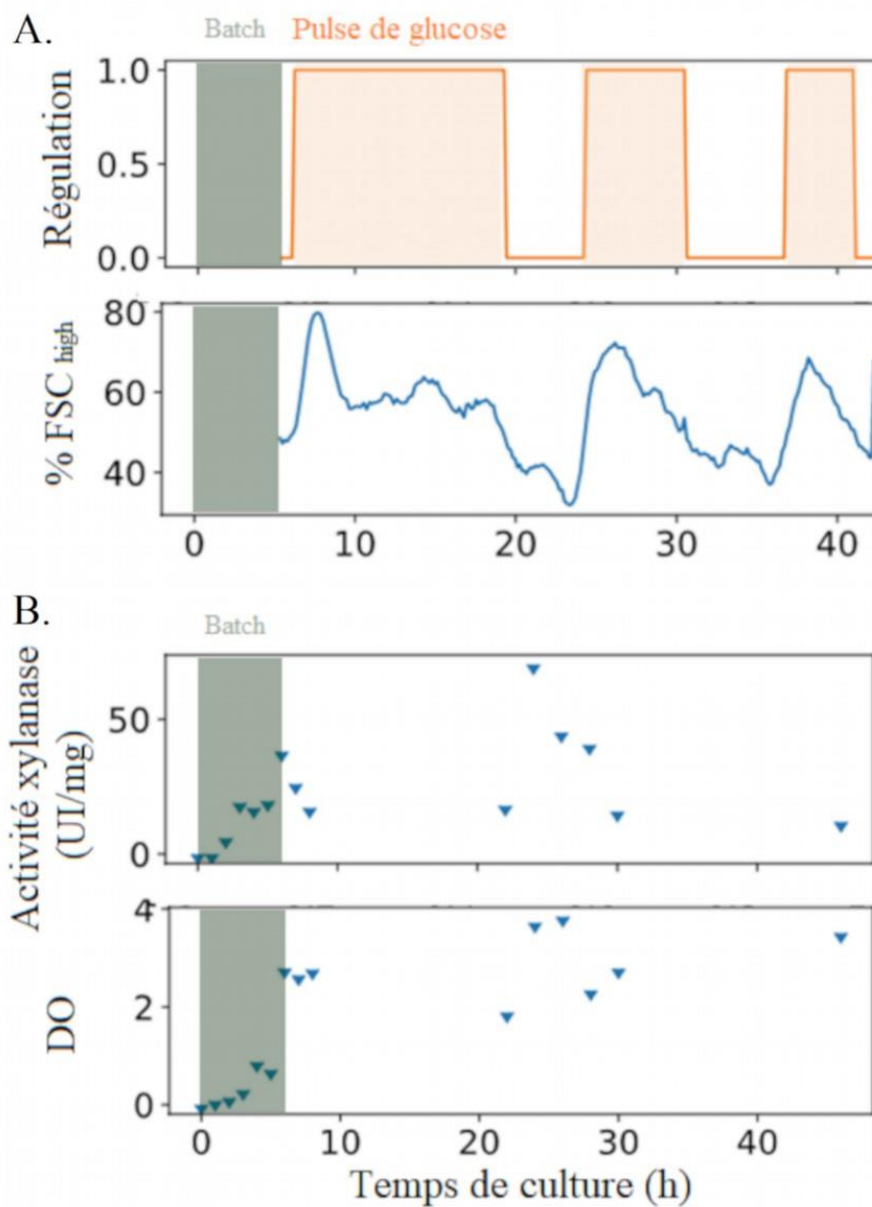 A.
Batch Pulse de glucose
Régulation
1.0
0.5
0.0
% FSC high
80
60
40
0 10 20 30 40
B.
Batch
Activité xylanase
(UI/mg)
50
0
DO
4
2
0
0 10 20 30 40
Temps de culture (h)